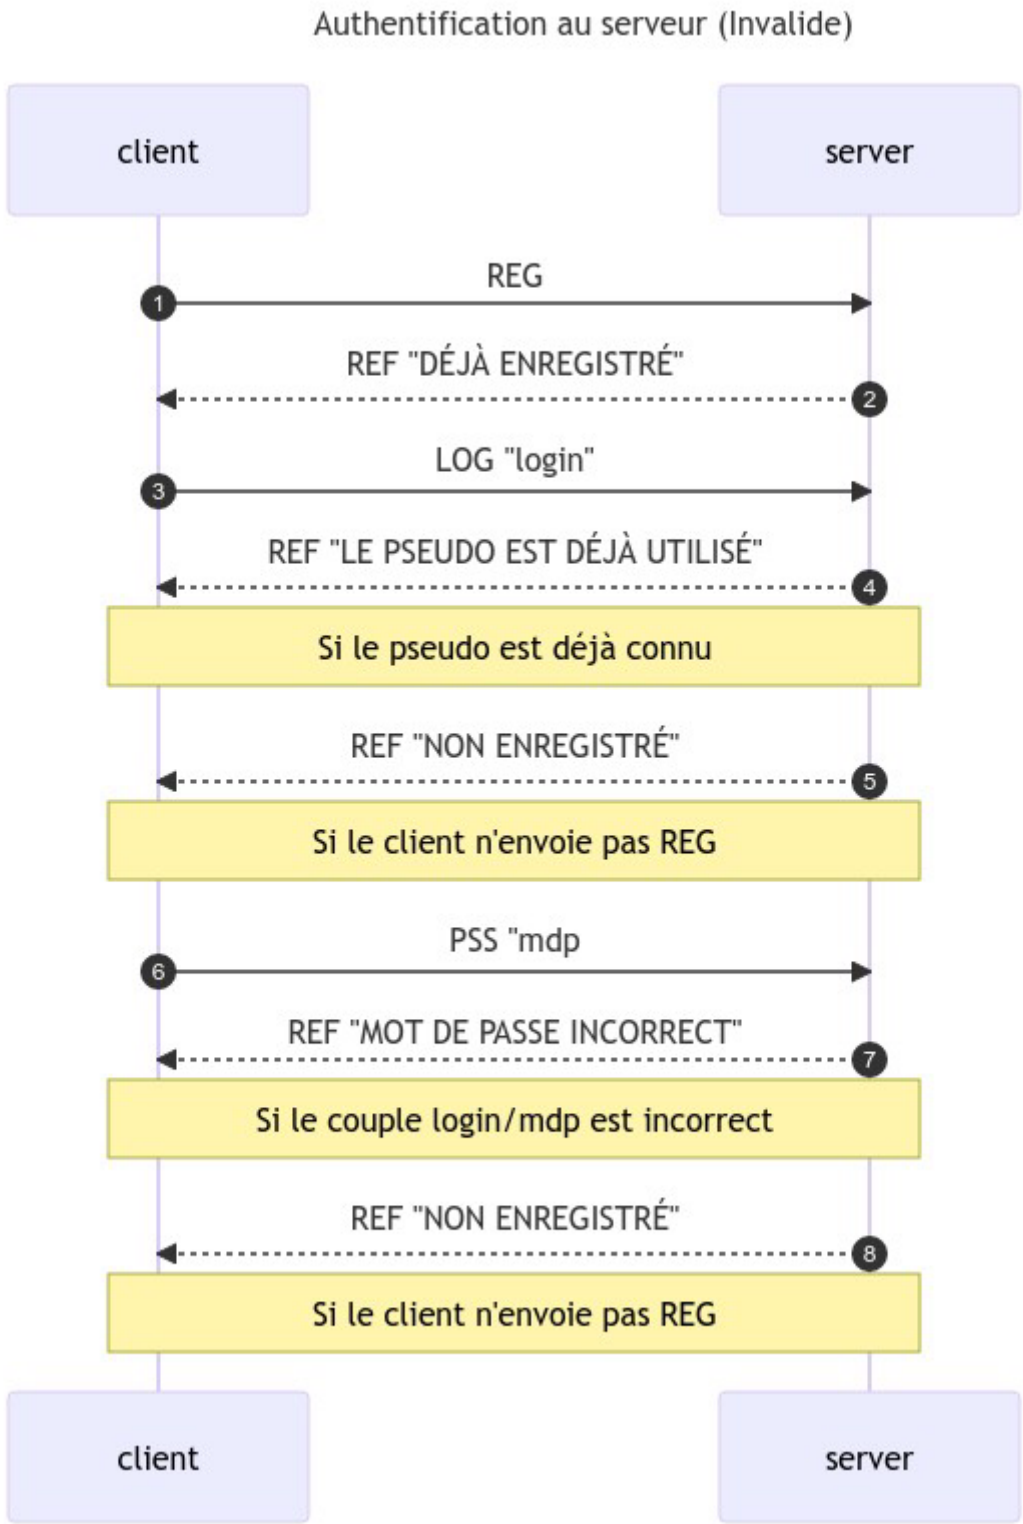 Authentification au serveur (Invalide)
client
server
REG
1
REF "DÉJÀ ENREGISTRÉ"
2
LOG "login"
3
REF "LE PSEUDO EST DÉJÀ UTILISÉ"
4
Si le pseudo est déjà connu
REF "NON ENREGISTRÉ"
5
Si le client n'envoie pas REG
PSS "mdp
6
REF "MOT DE PASSE INCORRECT"
7
Si le couple login/mdp est incorrect
REF "NON ENREGISTRÉ"
8
Si le client n'envoie pas REG
client
server